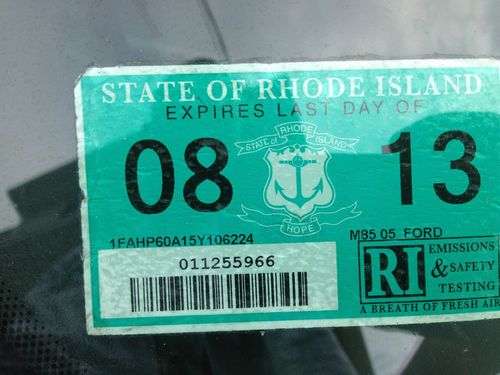 STATE OF RHODE ISLAND
EXPIRES LAST DAY OF
08 13
STATE of RHODE ISLAND
HOPE
1FAHP60A15Y106224
M85 05 FORD
011255966
RI
EMISSIONS
& SAFETY
TESTING
A BREATH OF FRESH AIR